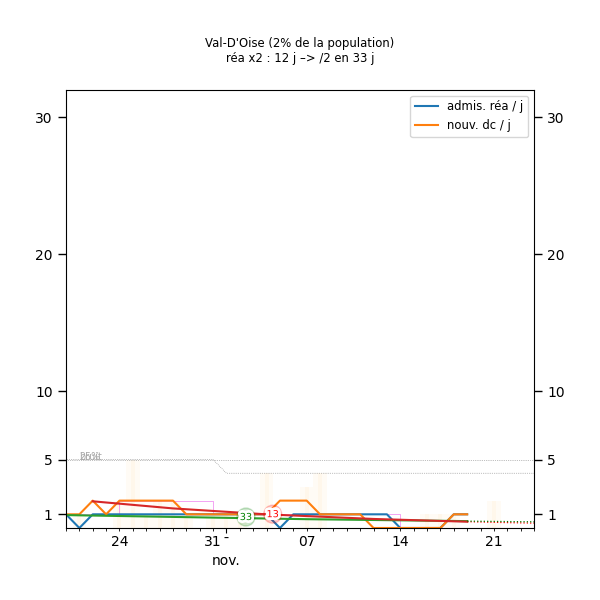 Val-D'Oise (2% de la population)
réa x2 : 12 j –> /2 en 33 j
admis. réa / j
nouv. dc / j
30 30
20 20
10 10
5 5
1 1
33 13
24 31 - 07 14 21
nov.